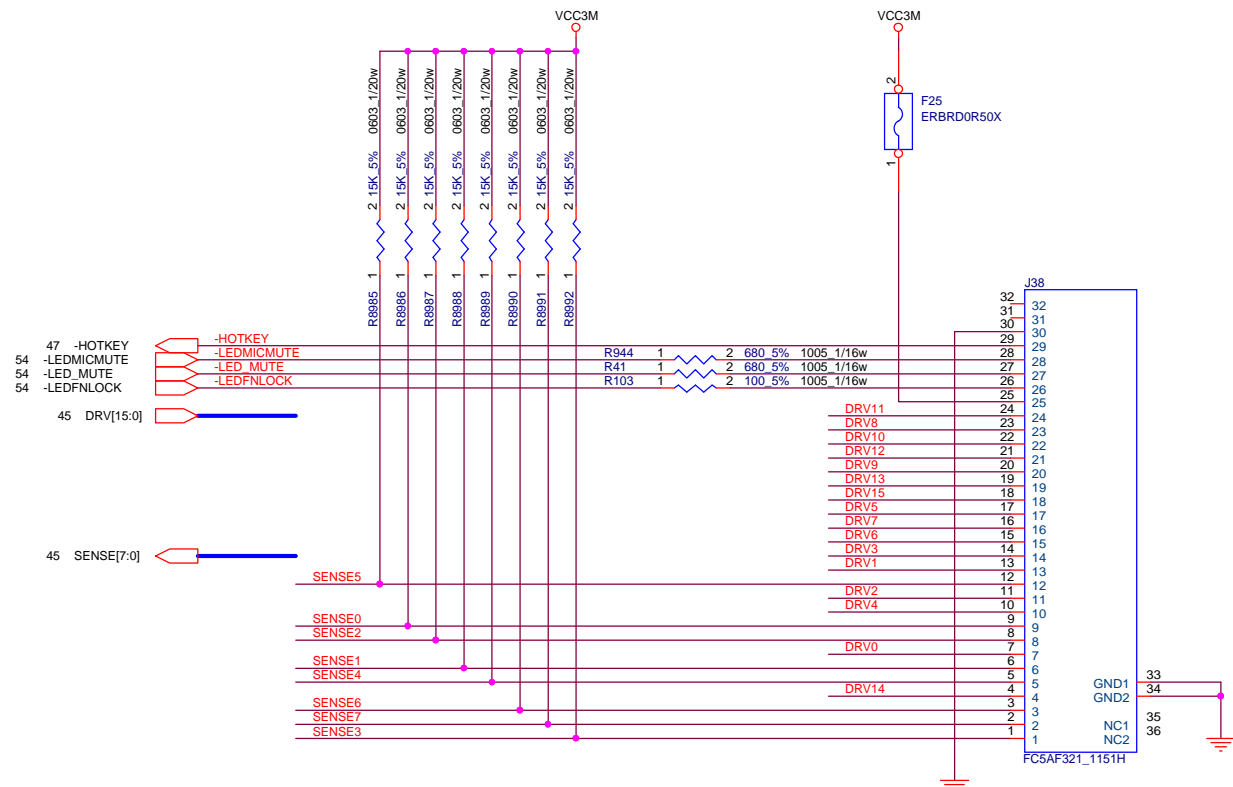 VCC3M
VCC3M
0603_1/20w 0603_1/20w 0603_1/20w 0603_1/20w 0603_1/20w 0603_1/20w 0603_1/20w 0603_1/20w
15K_5% 15K_5% 15K_5% 15K_5% 15K_5% 15K_5% 15K_5% 15K_5%
2 2 2 2 2 2 2 2
1 1 1 1 1 1 1 1
R8985 R8986 R8987 R8988 R8989 R8990 R8991 R8992
2
F25
ERBRD0R50X
1
J38
32 32
31 31
30 30
47 -HOTKEY -HOTKEY 29 29
54 -LEDMICMUTE -LEDMICMUTE R944 1 2 680_5% 1005_1/16w 28 28
54 -LED_MUTE -LED_MUTE R41 1 2 680_5% 1005_1/16w 27 27
54 -LEDFNLOCK -LEDFNLOCK R103 1 2 100_5% 1005_1/16w 26 26
25 25
45 DRV[15:0] DRV11 24 24
DRV8 23 23
DRV10 22 22
DRV12 21 21
DRV9 20 20
DRV13 19 19
DRV15 18 18
DRV5 17 17
DRV7 16 16
DRV6 15 15
45 SENSE[7:0] DRV3 14 14
DRV1 13 13
SENSE5 12 12
DRV2 11 11
DRV4 10 10
SENSE0 9 9
SENSE2 8 8
DRV0 7 7
SENSE1 6 6
SENSE4 5 5 GND1 33
DRV14 4 4 GND2 34
SENSE6 3 3
SENSE7 2 2 NC1 35
SENSE3 1 1 NC2 36
FC5AF321_1151H